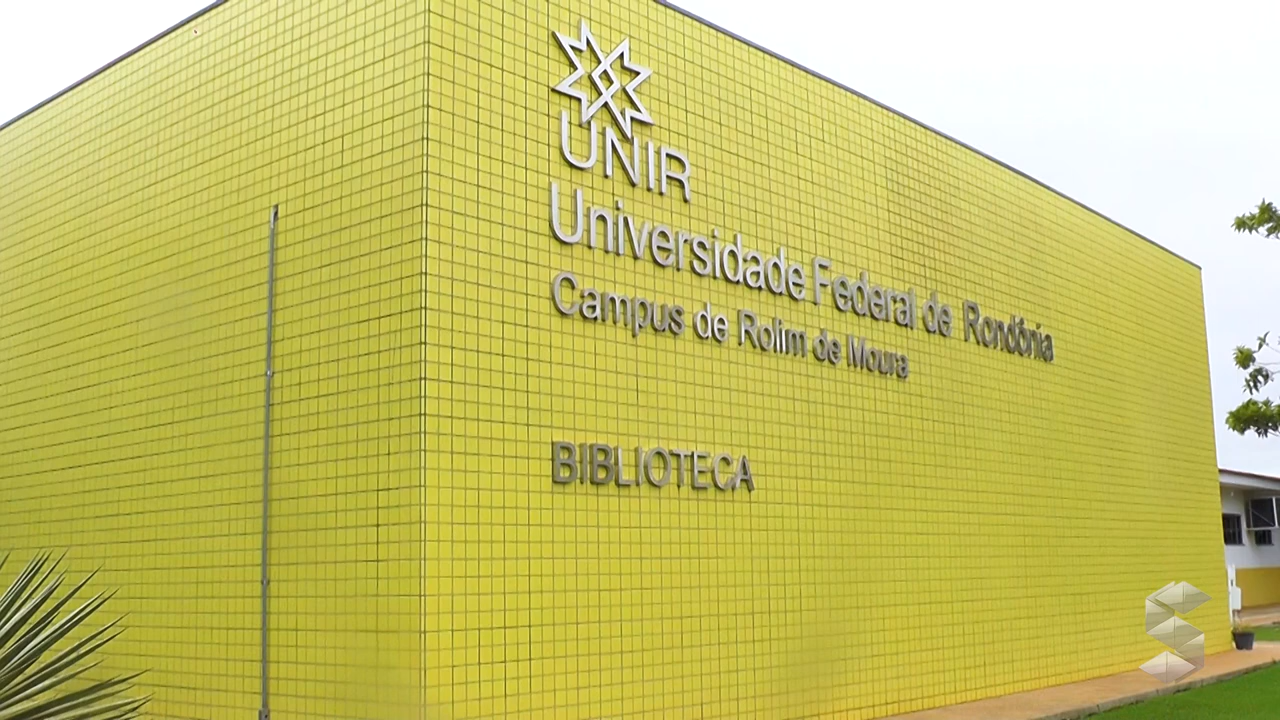 UNIR
Universidade Federal de Rondônia
Campus de Rolim de Moura
BIBLIOTECA